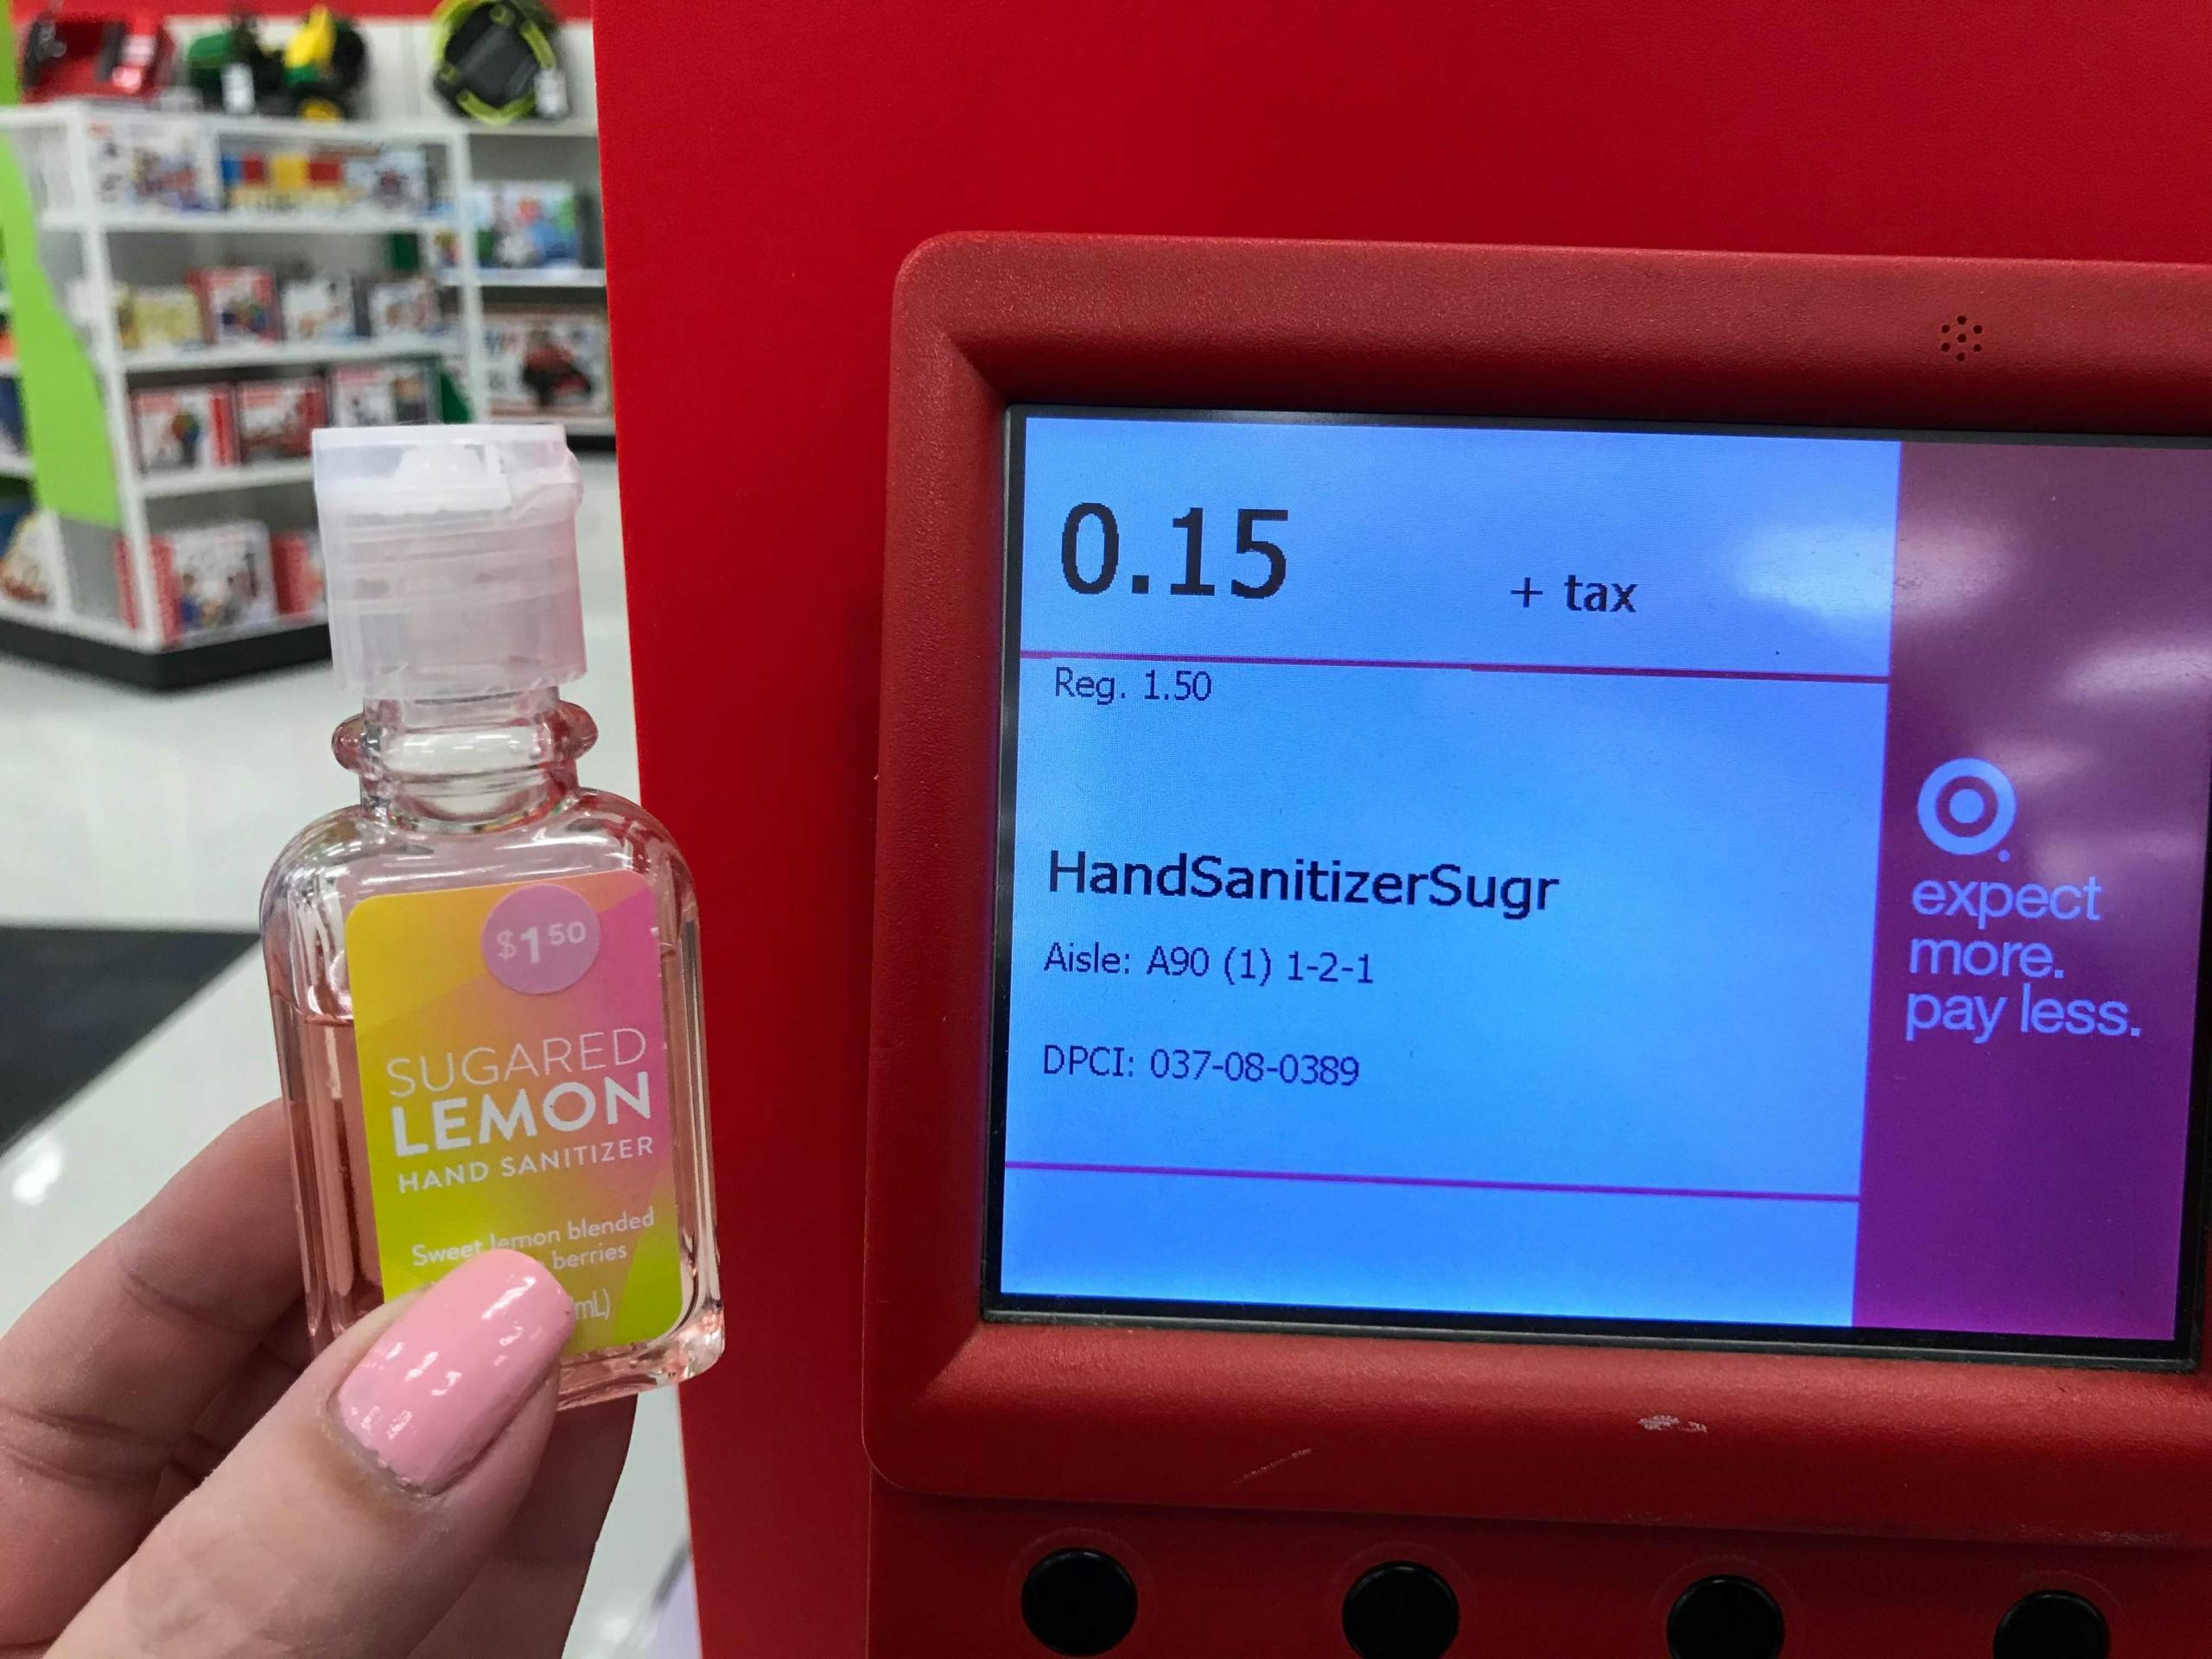 $1 50
SUGARED
LEMON
HAND SANITIZER
Sweet lemon blended
berries
mL)
0.15 + tax
Reg. 1.50
HandSanitizerSugr
Aisle: A90 (1) 1-2-1
DPCI: 037-08-0389
expect
more.
pay less.